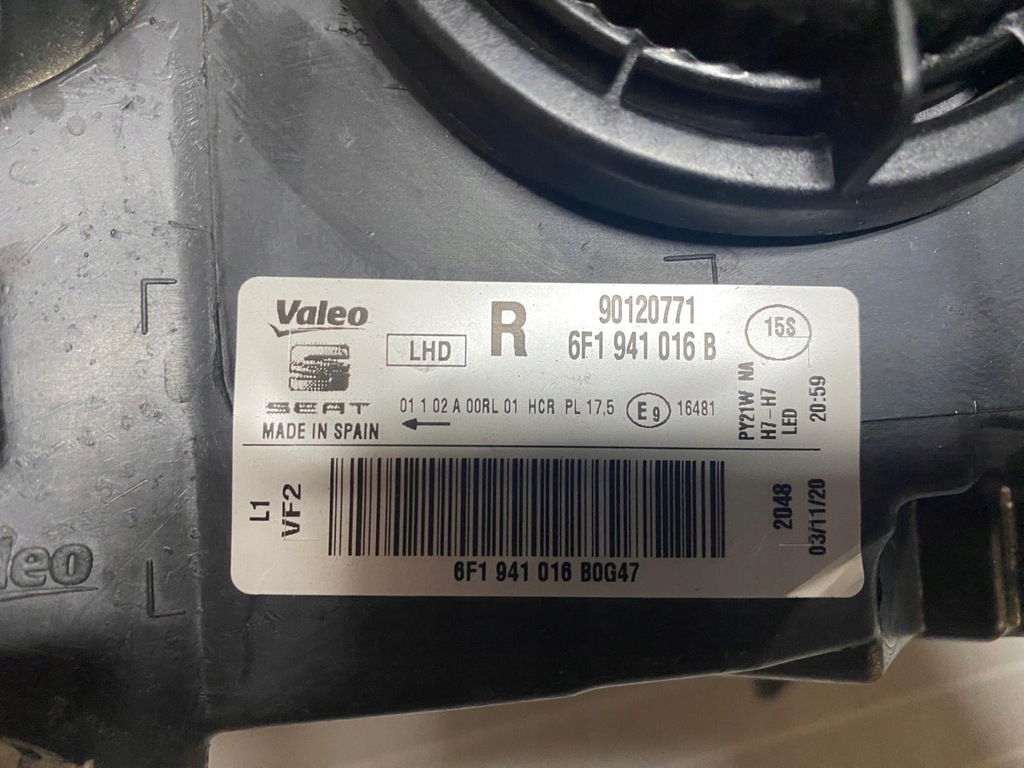 Valeo
SEAT
MADE IN SPAIN
LHD
R
90120771
6F1 941 016 B
15S
01 1 02 A 00RL 01 HCR PL 17,5 E9 16481
PY21W NA
H7-H7
LED
20:59
L1
VF2
2048
03/11/20
6F1 941 016 B0G47
leo